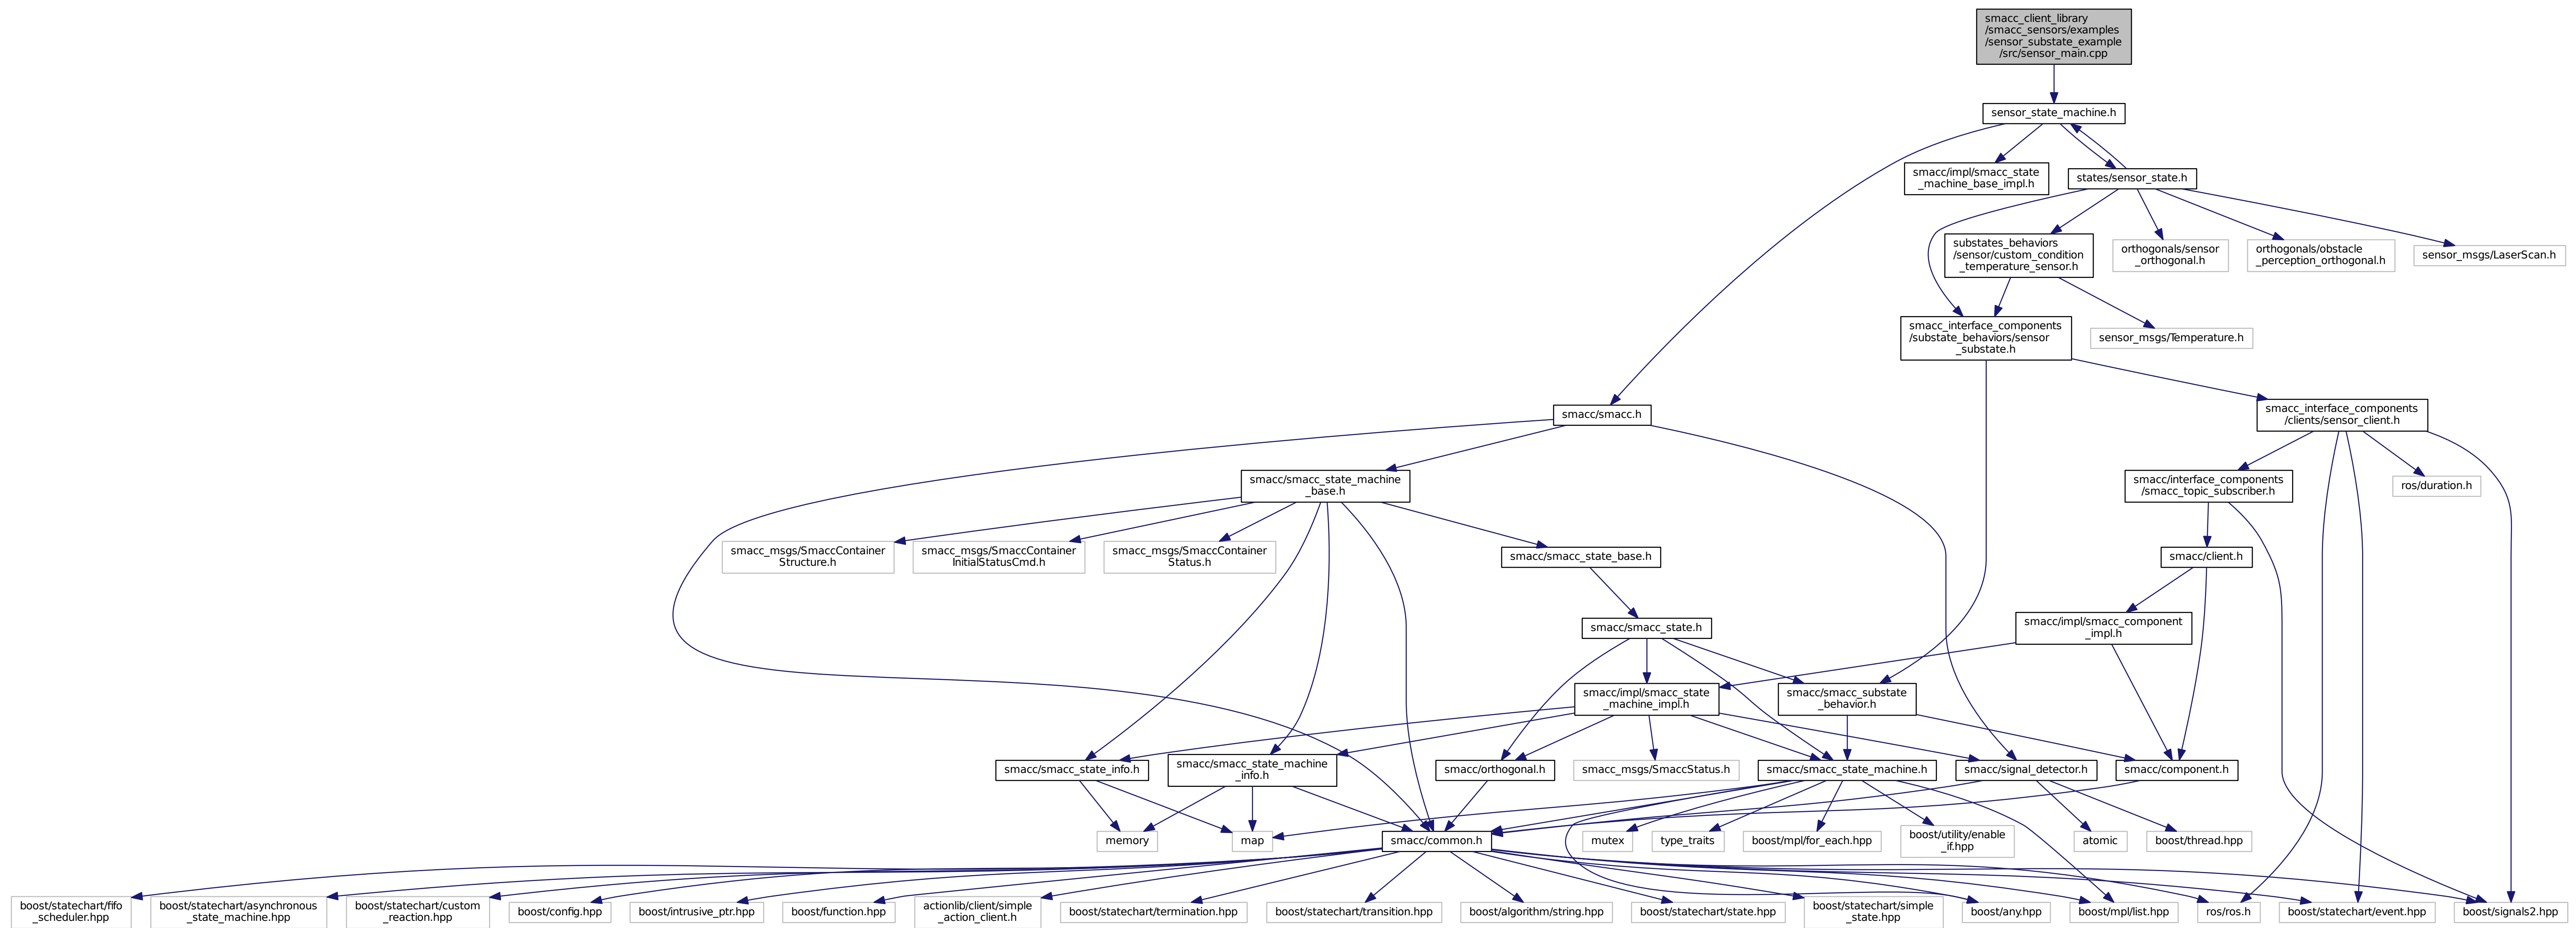 smacc_client_library
/smacc_sensors/examples
/sensor_substate_example
/src/sensor_main.cpp
sensor_state_machine.h
smacc/impl/smacc_state
_machine_base_impl.h
states/sensor_state.h
substates_behaviors
/sensor/custom_condition
_temperature_sensor.h
orthogonals/sensor
_orthogonal.h
orthogonals/obstacle
_perception_orthogonal.h
sensor_msgs/LaserScan.h
smacc_interface_components
/substate_behaviors/sensor
_substate.h
sensor_msgs/Temperature.h
smacc/smacc.h
smacc_interface_components
/clients/sensor_client.h
smacc/smacc_state_machine
_base.h
smacc/interface_components
/smacc_topic_subscriber.h
ros/duration.h
smacc_msgs/SmaccContainer
Structure.h
smacc_msgs/SmaccContainer
InitialStatusCmd.h
smacc_msgs/SmaccContainer
Status.h
smacc/smacc_state_base.h
smacc/client.h
smacc/smacc_state.h
smacc/impl/smacc_component
_impl.h
smacc/impl/smacc_state
_machine_impl.h
smacc/smacc_substate
_behavior.h
smacc/smacc_state_info.h
smacc/smacc_state_machine
_info.h
smacc/orthogonal.h
smacc_msgs/SmaccStatus.h
smacc/smacc_state_machine.h
smacc/signal_detector.h
smacc/component.h
memory
map
smacc/common.h
mutex
type_traits
boost/mpl/for_each.hpp
boost/utility/enable
_if.hpp
atomic
boost/thread.hpp
boost/statechart/fifo
_scheduler.hpp
boost/statechart/asynchronous
_state_machine.hpp
boost/statechart/custom
_reaction.hpp
boost/config.hpp
boost/intrusive_ptr.hpp
boost/function.hpp
actionlib/client/simple
_action_client.h
boost/statechart/termination.hpp
boost/statechart/transition.hpp
boost/algorithm/string.hpp
boost/statechart/state.hpp
boost/statechart/simple
_state.hpp
boost/any.hpp
boost/mpl/list.hpp
ros/ros.h
boost/statechart/event.hpp
boost/signals2.hpp